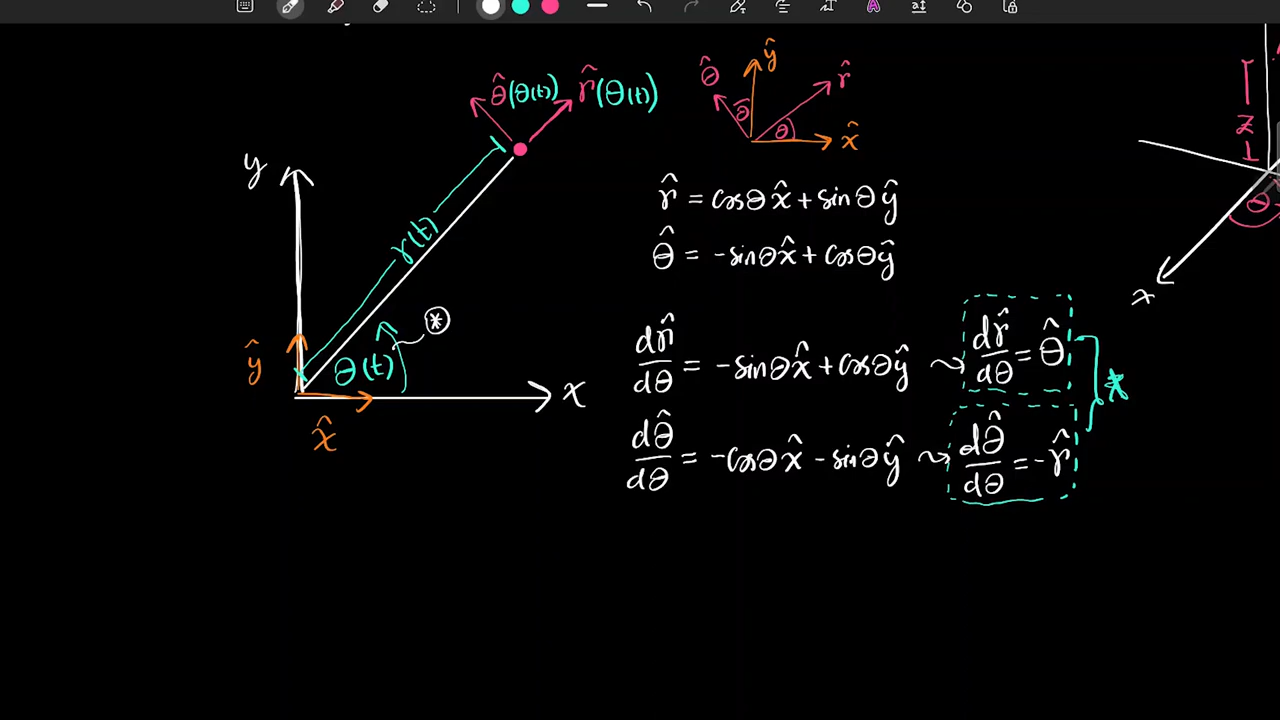 θ̂(θ(t)) r̂(θ(t))
y
r(t)
θ(t)
⊛
x
ŷ
x̂
θ̂ ŷ r̂
θ θ
x̂
r̂ = cosθ x̂ + sinθ ŷ
θ̂ = -sinθ x̂ + cosθ ŷ
dr̂/dθ = -sinθ x̂ + cosθ ŷ ⤳ dr̂/dθ = θ̂
*
dθ̂/dθ = -cosθ x̂ - sinθ ŷ ⤳ dθ̂/dθ = -r̂
z
θ
x